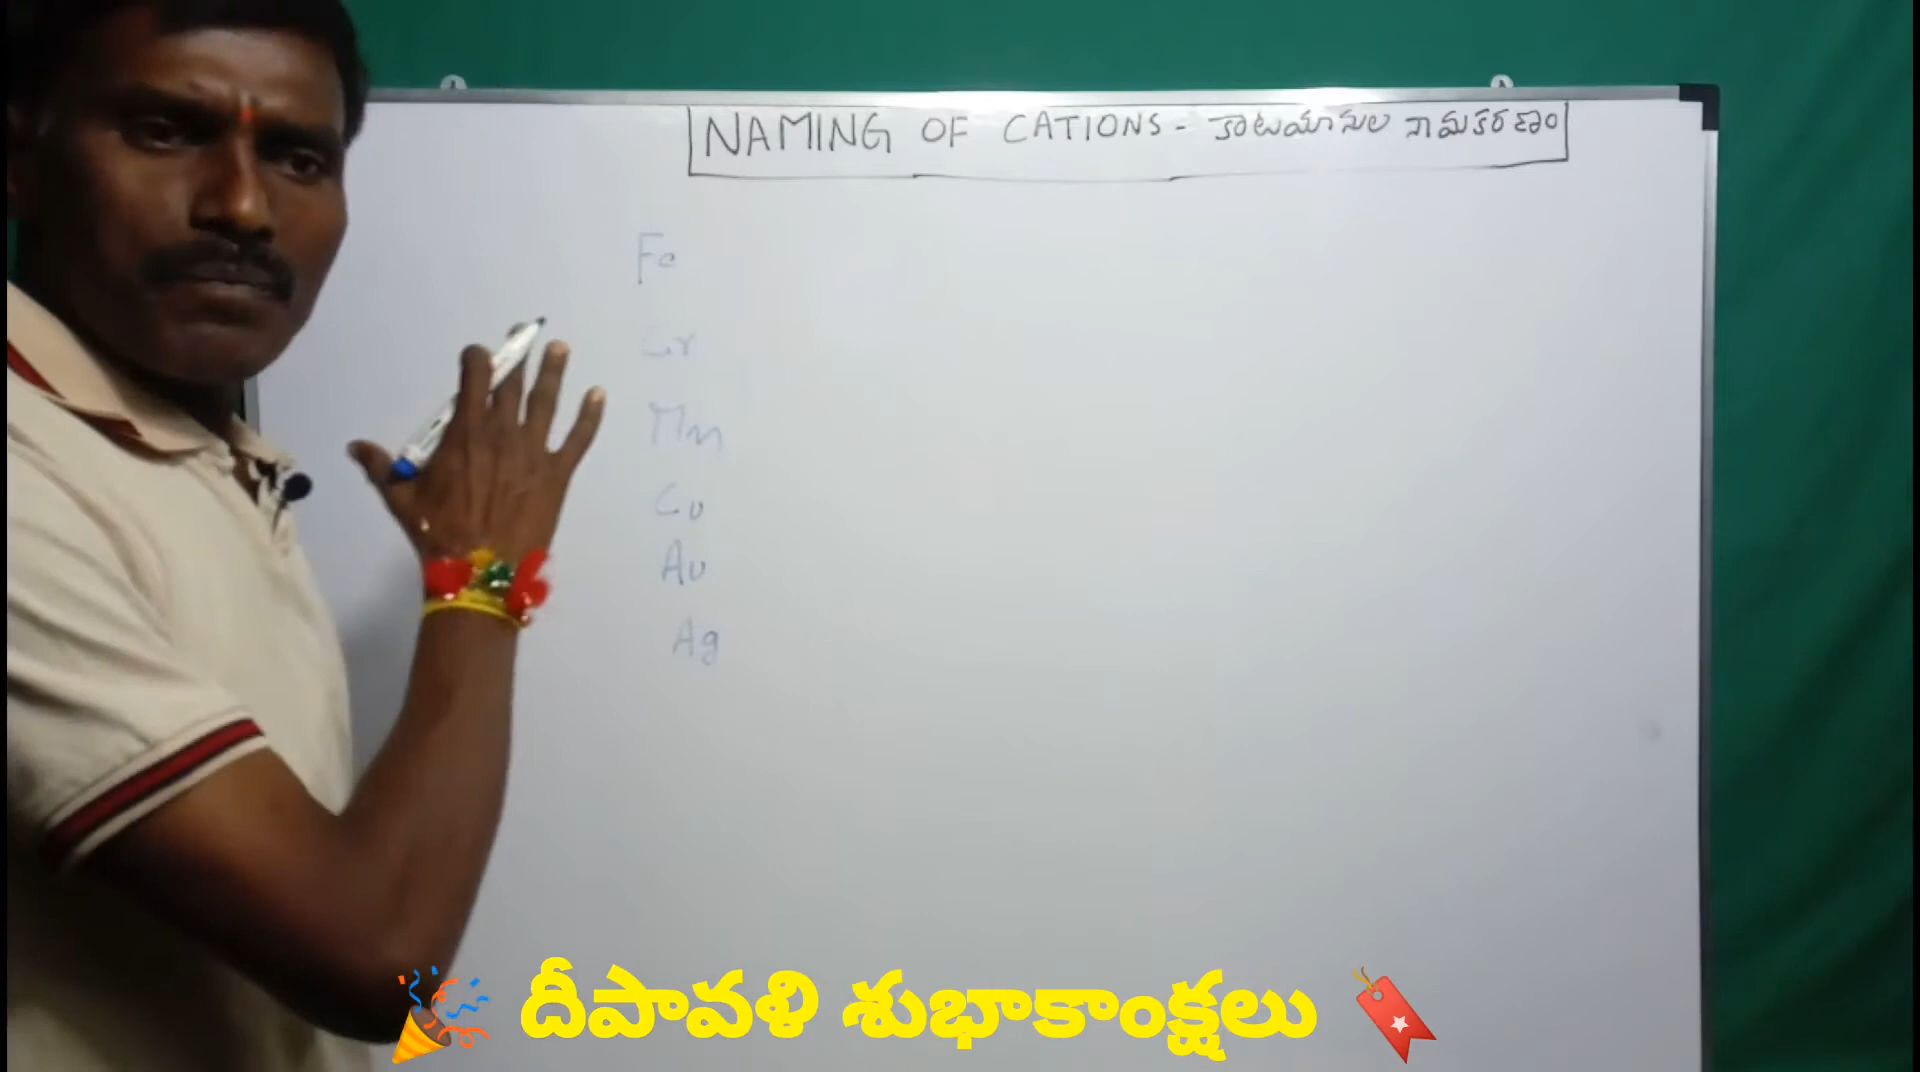 NAMING OF CATIONS - కాటయానుల నామకరణం
Fe
Cr
Mn
Cu
Au
Ag
దీపావళి శుభాకాంక్షలు